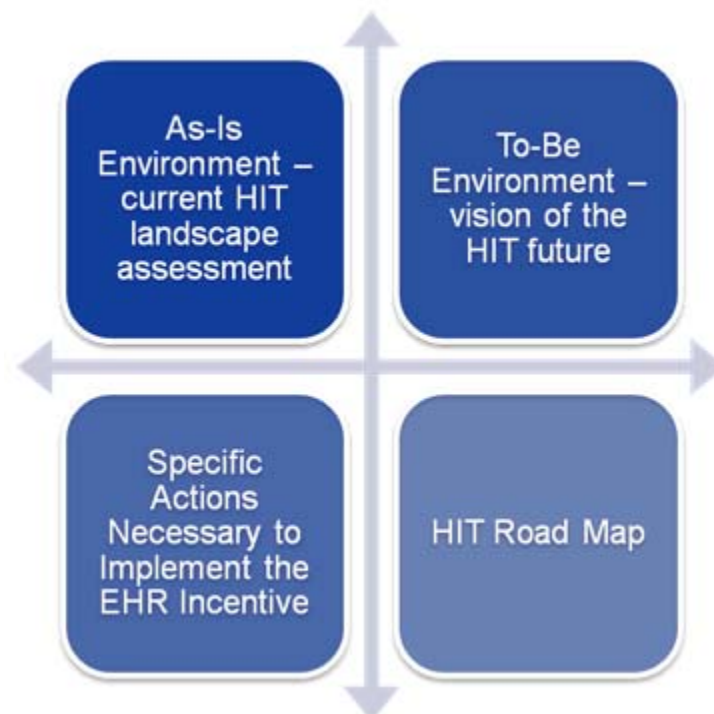 As-Is
Environment –
current HIT
landscape
assessment
To-Be
Environment –
vision of the
HIT future
Specific
Actions
Necessary to
Implement the
EHR Incentive
HIT Road Map